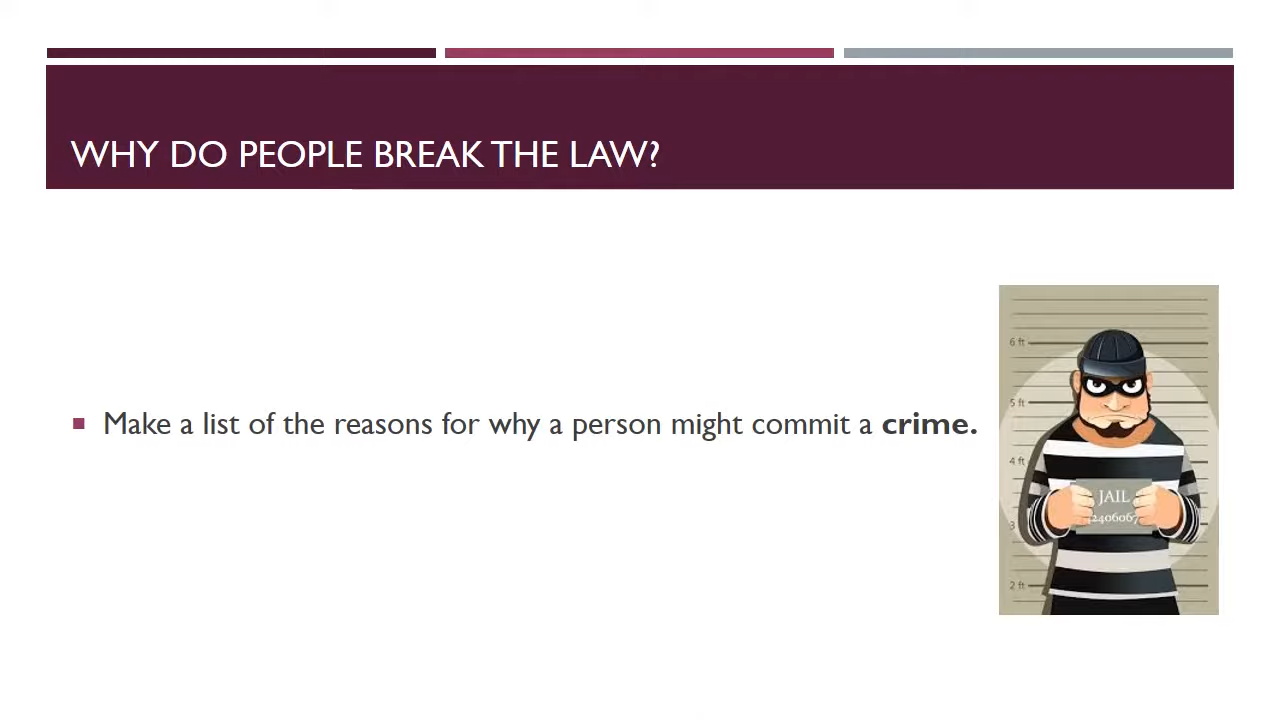 WHY DO PEOPLE BREAK THE LAW?
Make a list of the reasons for why a person might commit a crime.
6 ft
5 ft
4 ft
JAIL
2406067
3
2 ft